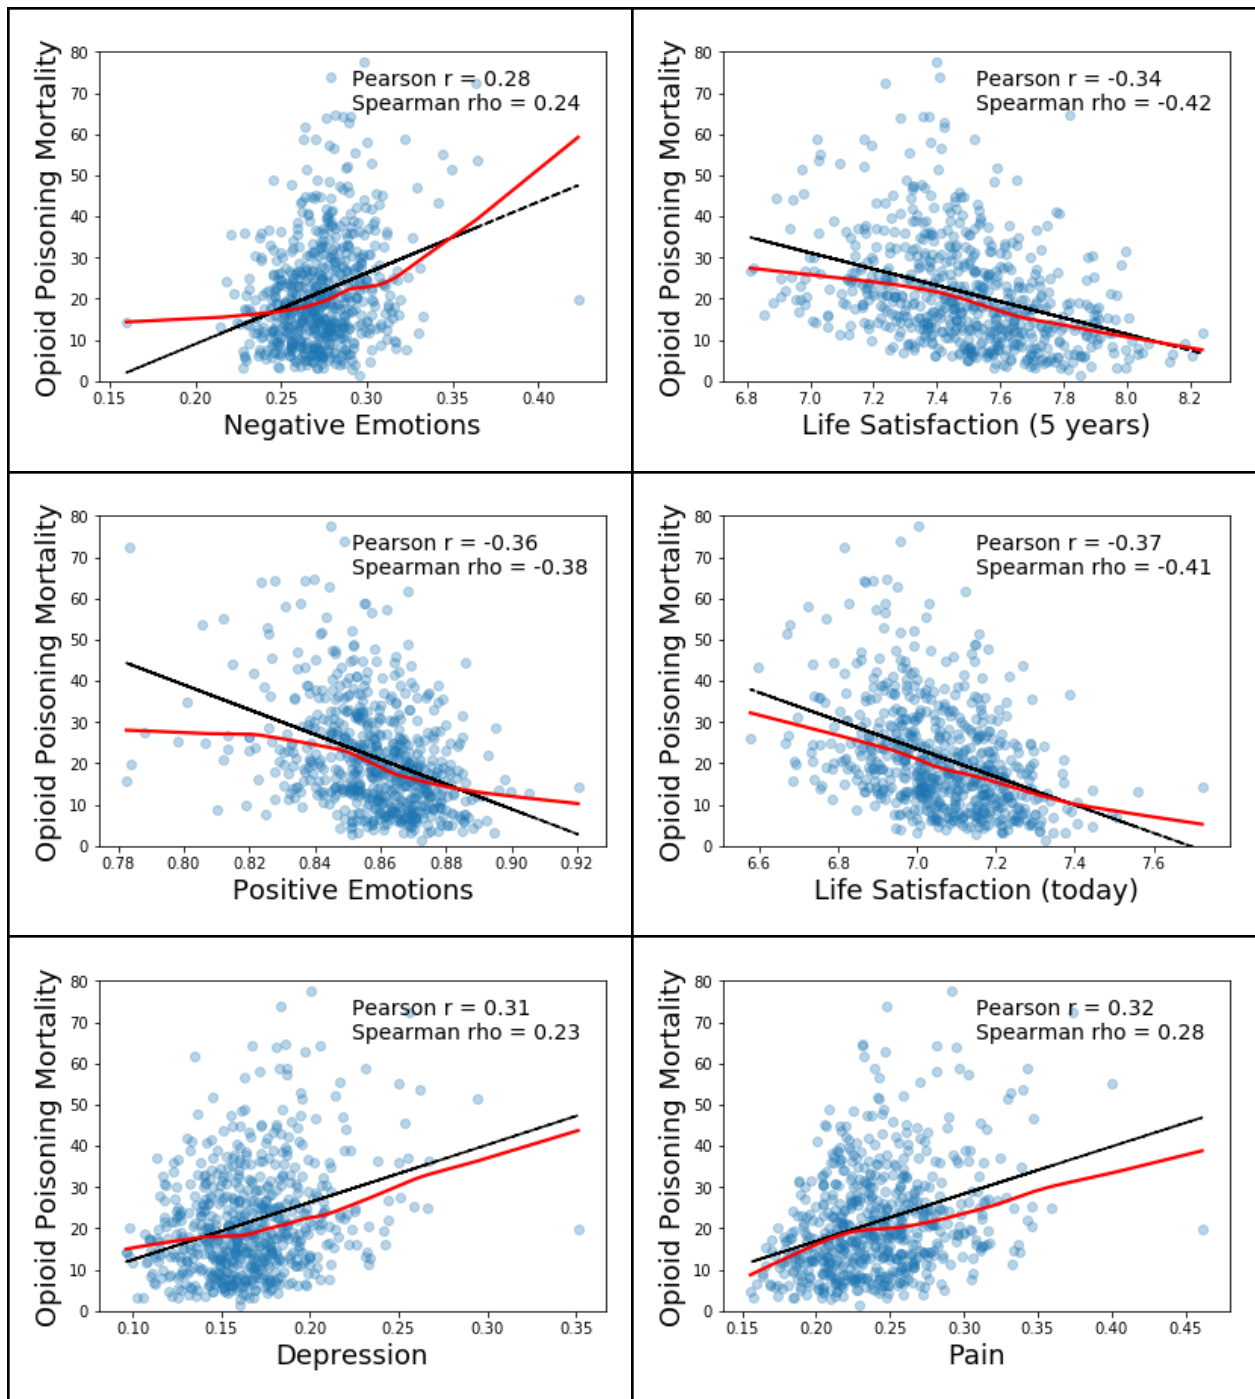 Opioid Poisoning Mortality
80
70
60
50
40
30
20
10
0
Pearson r = 0.28
Spearman rho = 0.24
0.15 0.20 0.25 0.30 0.35 0.40
Negative Emotions
Opioid Poisoning Mortality
80
70
60
50
40
30
20
10
0
Pearson r = -0.34
Spearman rho = -0.42
6.8 7.0 7.2 7.4 7.6 7.8 8.0 8.2
Life Satisfaction (5 years)
Opioid Poisoning Mortality
80
70
60
50
40
30
20
10
0
Pearson r = -0.36
Spearman rho = -0.38
0.78 0.80 0.82 0.84 0.86 0.88 0.90 0.92
Positive Emotions
Opioid Poisoning Mortality
80
70
60
50
40
30
20
10
0
Pearson r = -0.37
Spearman rho = -0.41
6.6 6.8 7.0 7.2 7.4 7.6
Life Satisfaction (today)
Opioid Poisoning Mortality
80
70
60
50
40
30
20
10
0
Pearson r = 0.31
Spearman rho = 0.23
0.10 0.15 0.20 0.25 0.30 0.35
Depression
Opioid Poisoning Mortality
80
70
60
50
40
30
20
10
0
Pearson r = 0.32
Spearman rho = 0.28
0.15 0.20 0.25 0.30 0.35 0.40 0.45
Pain